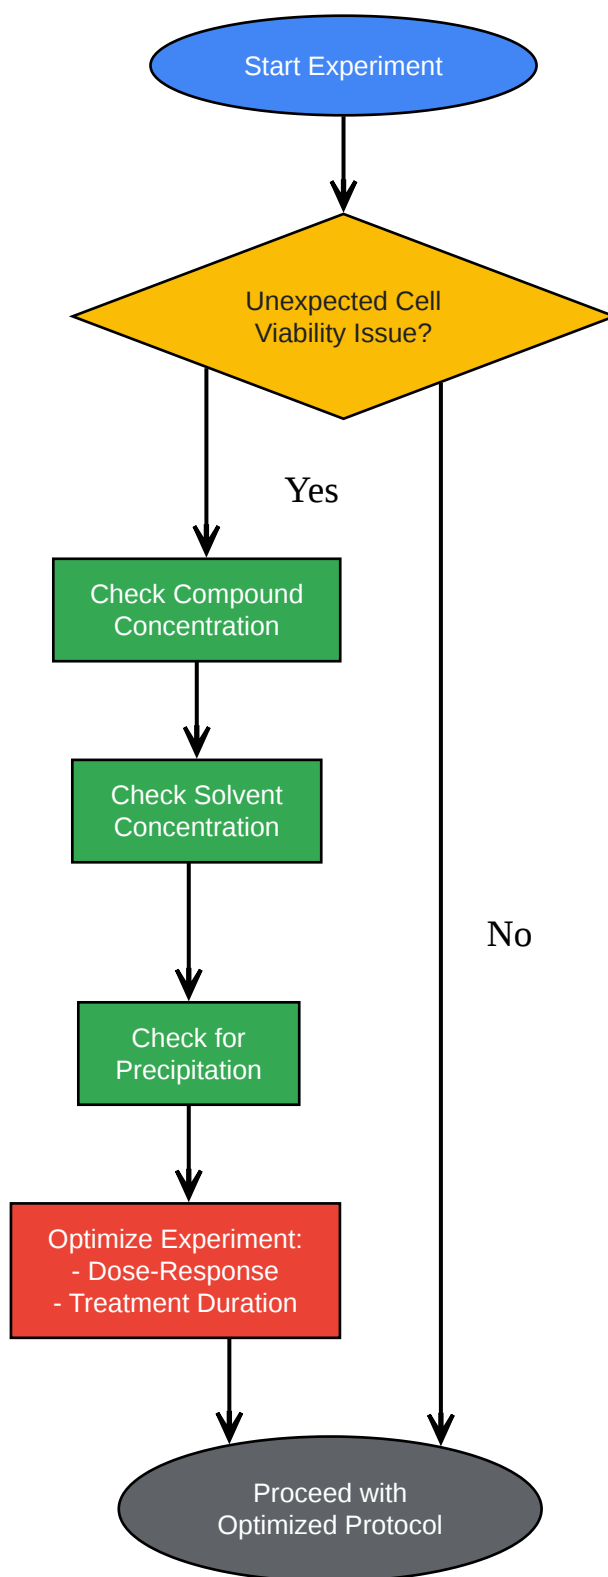 Start Experiment
Unexpected Cell
Viability Issue?
Yes
Check Compound
Concentration
Check Solvent
Concentration
No
Check for
Precipitation
Optimize Experiment:
- Dose-Response
- Treatment Duration
Proceed with
Optimized Protocol